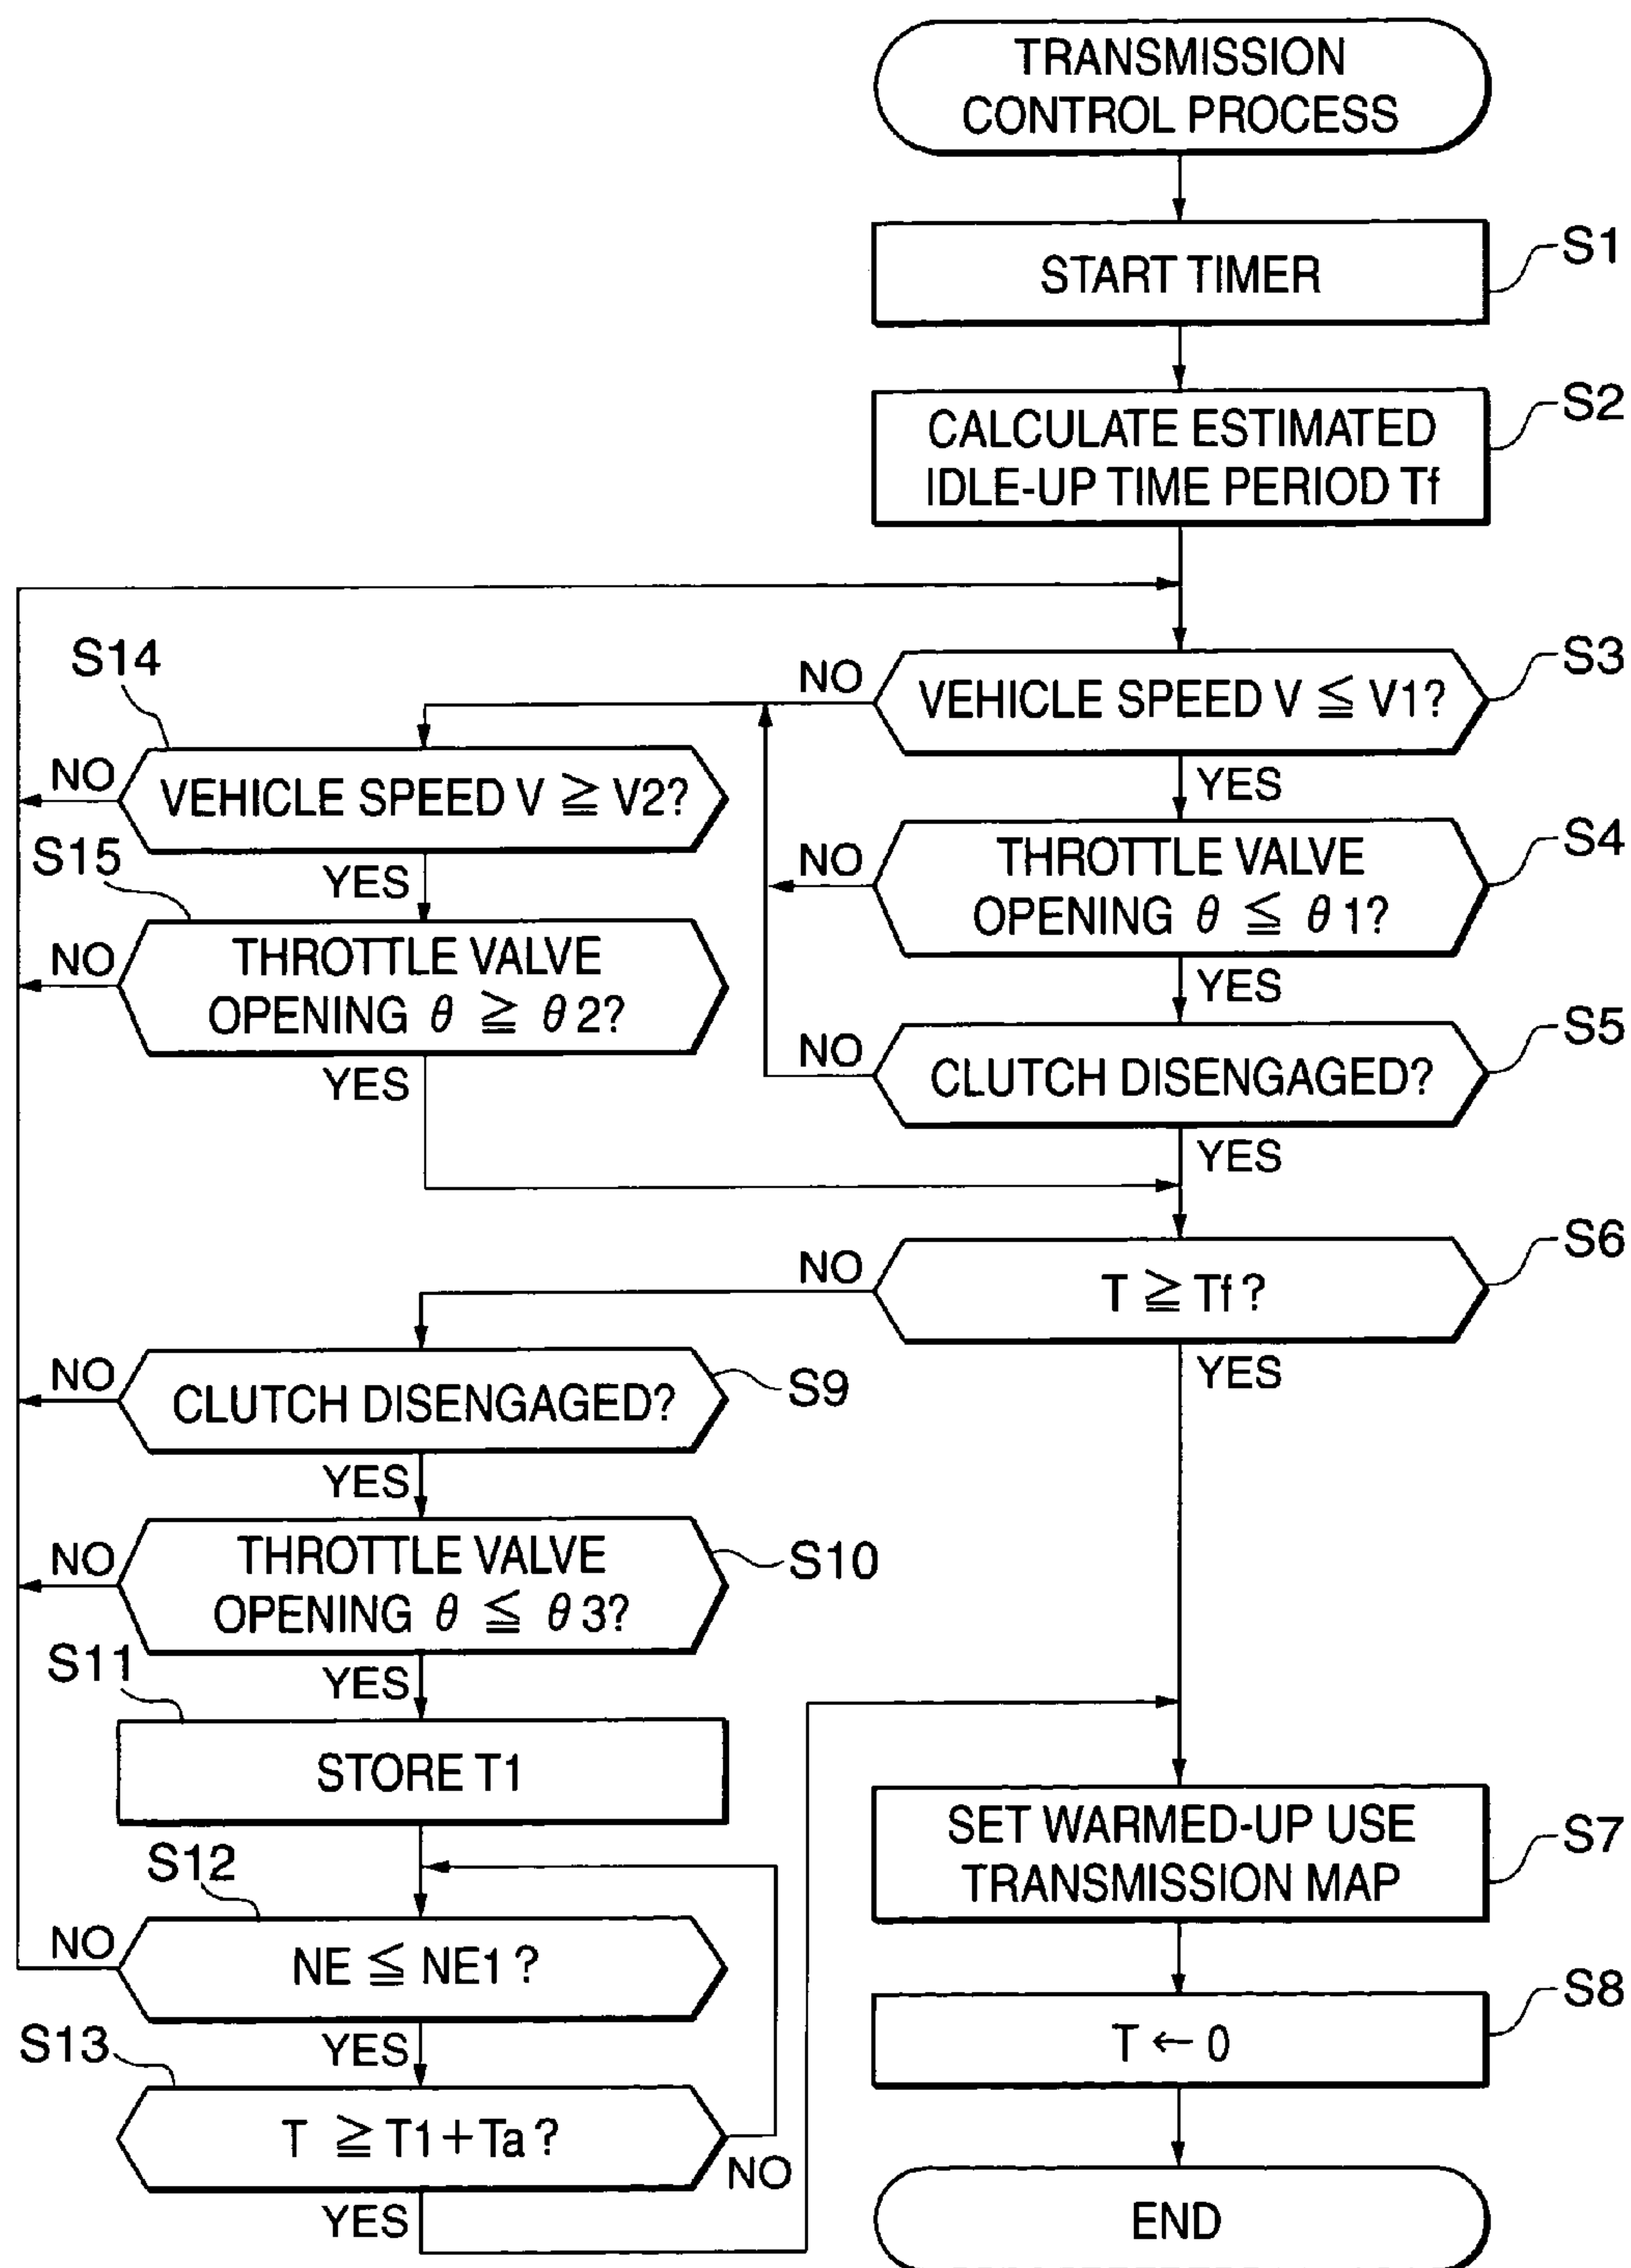 TRANSMISSION
CONTROL PROCESS
START TIMER
S1
CALCULATE ESTIMATED
IDLE-UP TIME PERIOD Tf
S2
VEHICLE SPEED V ≦ V1?
S3
NO
YES
S14
VEHICLE SPEED V ≧ V2?
NO
YES
THROTTLE VALVE
OPENING θ ≦ θ1?
S4
NO
YES
S15
THROTTLE VALVE
OPENING θ ≧ θ2?
NO
YES
CLUTCH DISENGAGED?
S5
NO
YES
T ≧ Tf?
S6
NO
YES
CLUTCH DISENGAGED?
S9
NO
YES
THROTTLE VALVE
OPENING θ ≦ θ3?
S10
NO
YES
S11
STORE T1
S12
NE ≦ NE1?
NO
YES
S13
T ≧ T1+Ta?
NO
YES
SET WARMED-UP USE
TRANSMISSION MAP
S7
T ← 0
S8
END